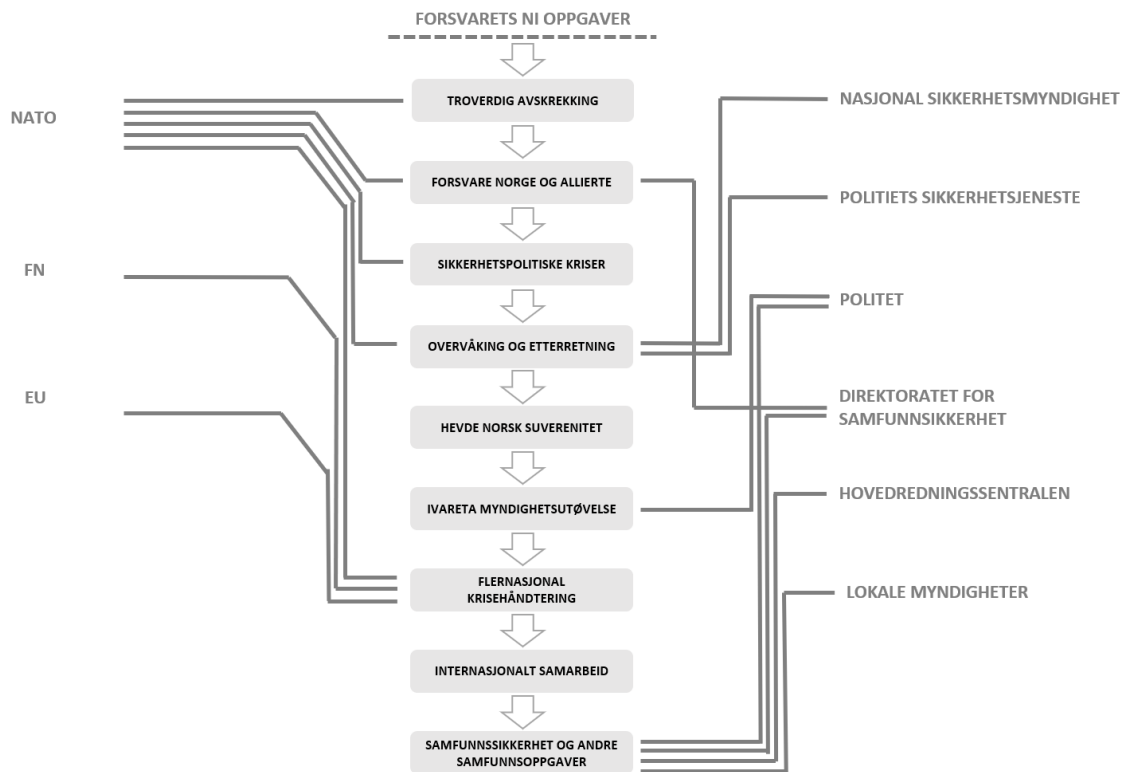 FORSVARETS NI OPPGAVER
TROVERDIG AVSKREKKING
FORSVARE NORGE OG ALLIERTE
SIKKERHETSPOLITISKE KRISER
OVERVÅKING OG ETTERRETNING
HEVDE NORSK SUVERENITET
IVARETA MYNDIGHETSUTØVELSE
FLERNASJONAL
KRISEHÅNDTERING
INTERNASJONALT SAMARBEID
SAMFUNNSSIKKERHET OG ANDRE
SAMFUNNSOPPGAVER
NATO
FN
EU
NASJONAL SIKKERHETSMYNDIGHET
POLITIETS SIKKERHETSJENESTE
POLITET
DIREKTORATET FOR
SAMFUNNSIKKERHET
HOVEDREDNINGSSENTRALEN
LOKALE MYNDIGHETER